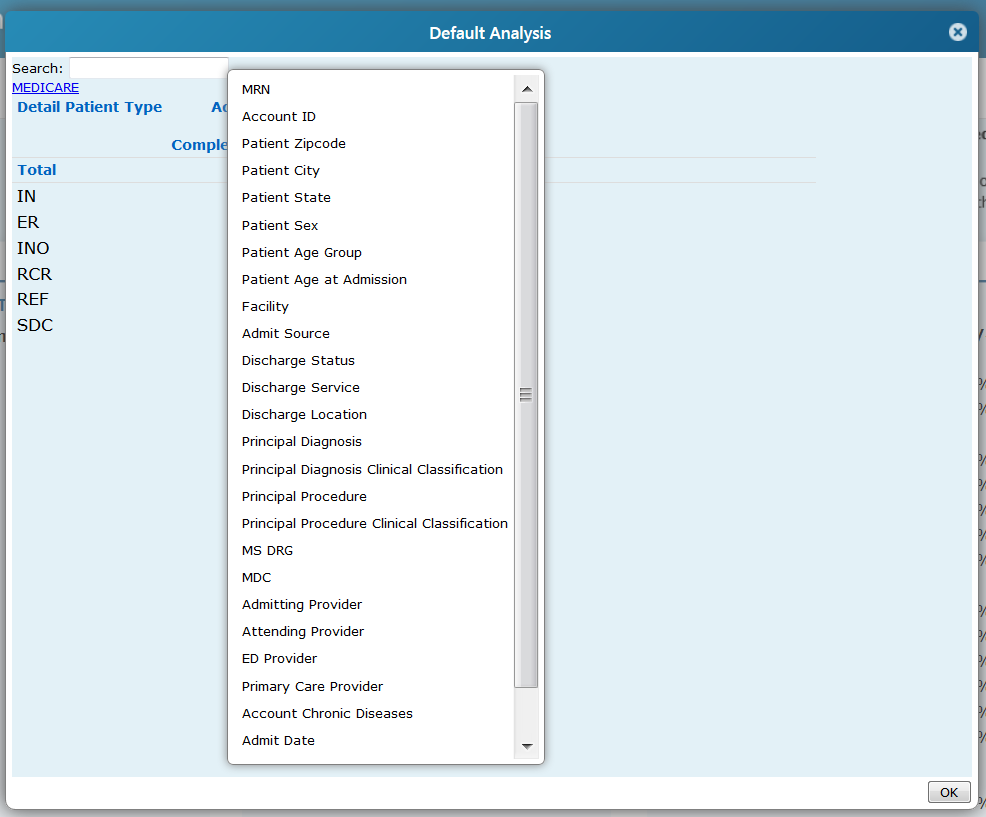 Default Analysis
Search:
MEDICARE
Detail Patient Type
Comple
Total
IN
ER
INO
RCR
REF
SDC
MRN
Account ID
Patient Zipcode
Patient City
Patient State
Patient Sex
Patient Age Group
Patient Age at Admission
Facility
Admit Source
Discharge Status
Discharge Service
Discharge Location
Principal Diagnosis
Principal Diagnosis Clinical Classification
Principal Procedure
Principal Procedure Clinical Classification
MS DRG
MDC
Admitting Provider
Attending Provider
ED Provider
Primary Care Provider
Account Chronic Diseases
Admit Date
OK